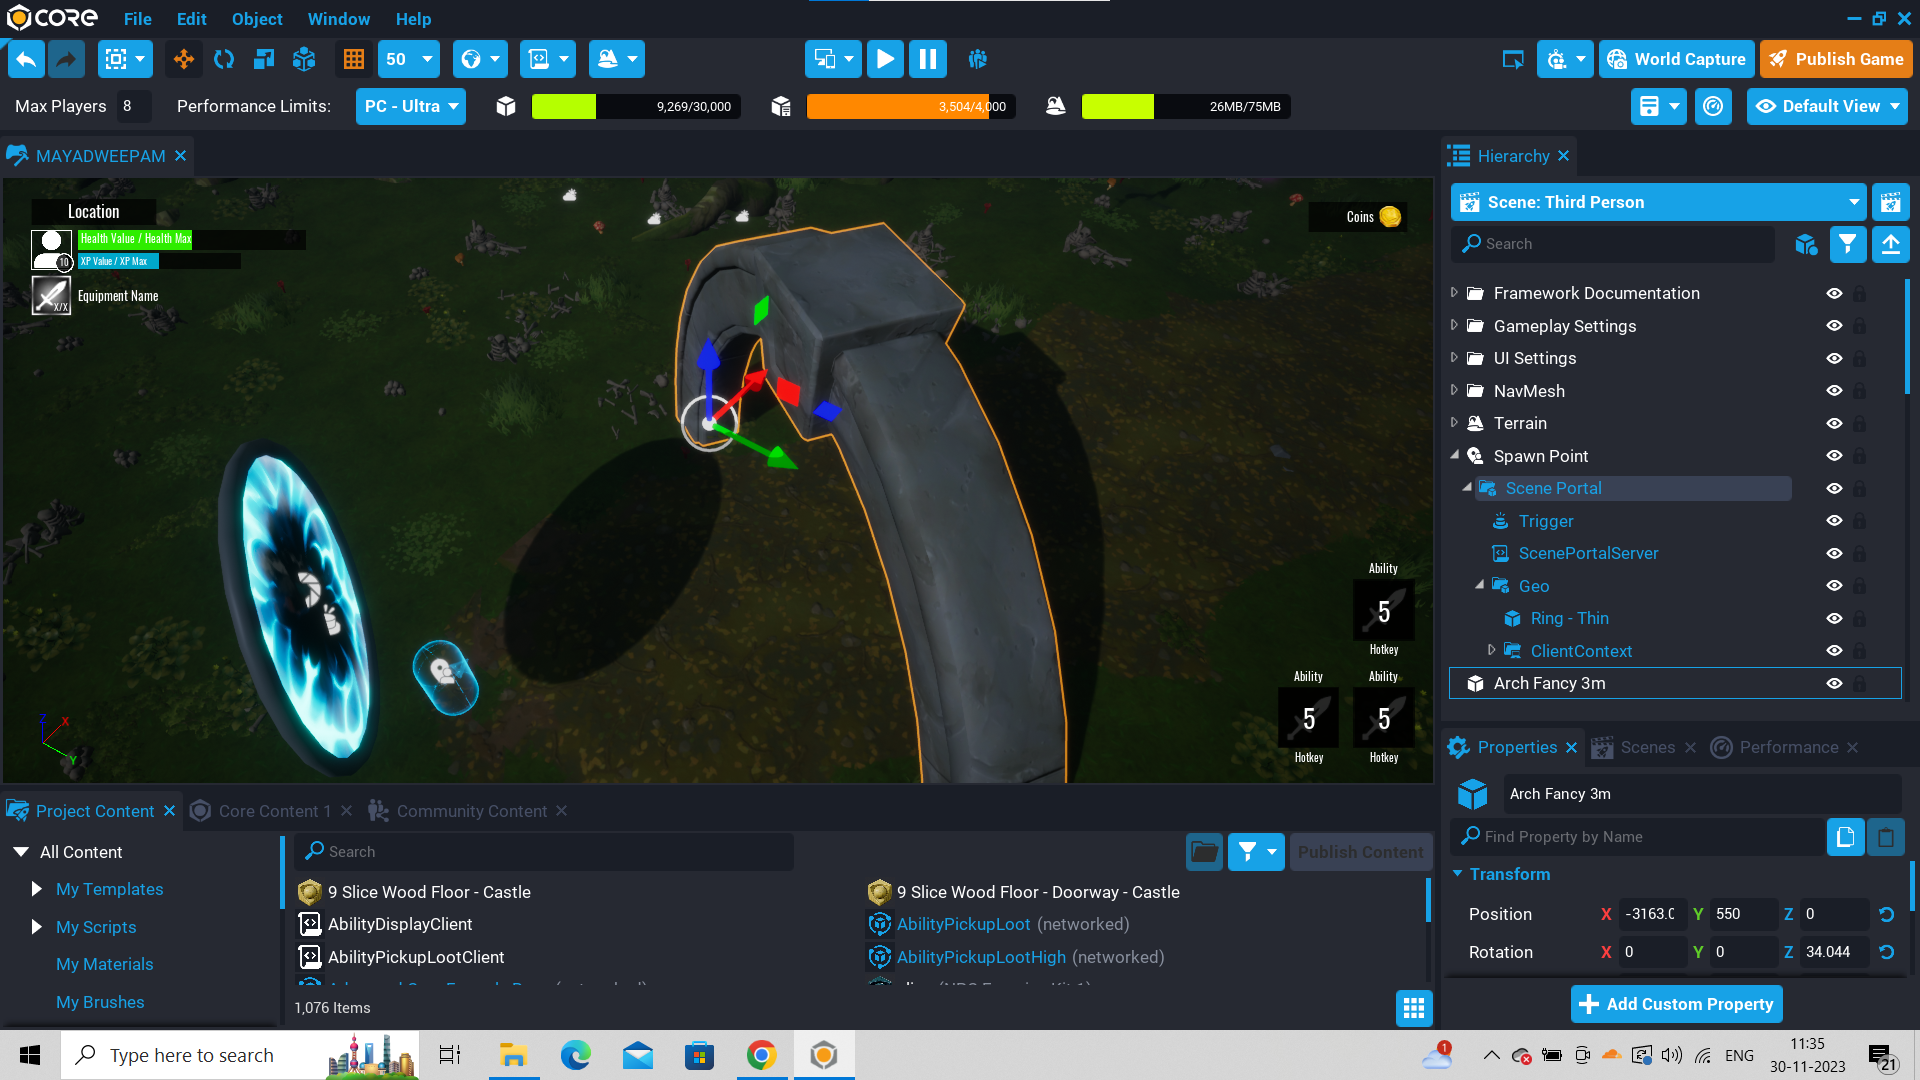 CORE File Edit Object Window Help
50 World Capture Publish Game
Max Players 8 Performance Limits: PC - Ultra 9,269/30,000 3,504/4,000 26MB/75MB Default View
MAYADWEEPAM
Location
Health Value / Health Max
XP Value / XP Max
10
X/X
Equipment Name
Coins
Ability
5
Hotkey
Ability Ability
5 5
Hotkey Hotkey
Z X Y
Hierarchy
Scene: Third Person
Search
Framework Documentation
Gameplay Settings
UI Settings
NavMesh
Terrain
Spawn Point
Scene Portal
Trigger
ScenePortalServer
Geo
Ring - Thin
ClientContext
Arch Fancy 3m
Properties Scenes Performance
Arch Fancy 3m
Find Property by Name
Transform
Position X -3163.0 Y 550 Z 0
Rotation X 0 Y 0 Z 34.044
Add Custom Property
Project Content Core Content 1 Community Content
All Content
My Templates
My Scripts
My Materials
My Brushes
Search
Publish Content
9 Slice Wood Floor - Castle 9 Slice Wood Floor - Doorway - Castle
AbilityDisplayClient AbilityPickupLoot (networked)
AbilityPickupLootClient AbilityPickupLootHigh (networked)
1,076 Items
Type here to search
1
ENG
11:35
30-11-2023
21